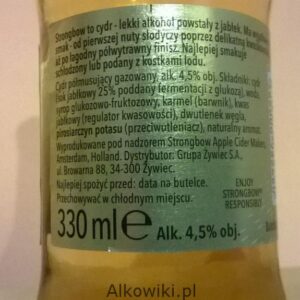 Strongbow to cydr - lekki alkohol powstały z jabłek. Ma
smak - od pierwszej nuty słodyczy poprzez delikatną
aż po łagodny półwytrawny finisz. Najlepiej smakuje
schłodzony lub podany z kostkami lodu.
Cydr półmusujący gazowany, alk. 4,5% obj. Składniki: cydr
(sok jabłkowy 25% poddany fermentacji z glukozą), woda,
syrop glukozowo-fruktozowy, karmel (barwnik), kwas
jabłkowy (regulator kwasowości), dwutlenek węgla,
pirosiarczyn potasu (przeciwutleniacz), naturalny aromat.
Wyprodukowane pod nadzorem Strongbow Apple Cider Makers,
Amsterdam, Holland. Dystrybutor: Grupa Żywiec S.A.,
ul. Browarna 88, 34-300 Żywiec.
Najlepiej spożyć przed: data na butelce.
Przechowywać w chłodnym miejscu.
ENJOY
STRONGBOW
RESPONSIBLY
330 ml e
Alk. 4,5% obj.
Alkowiki.pl